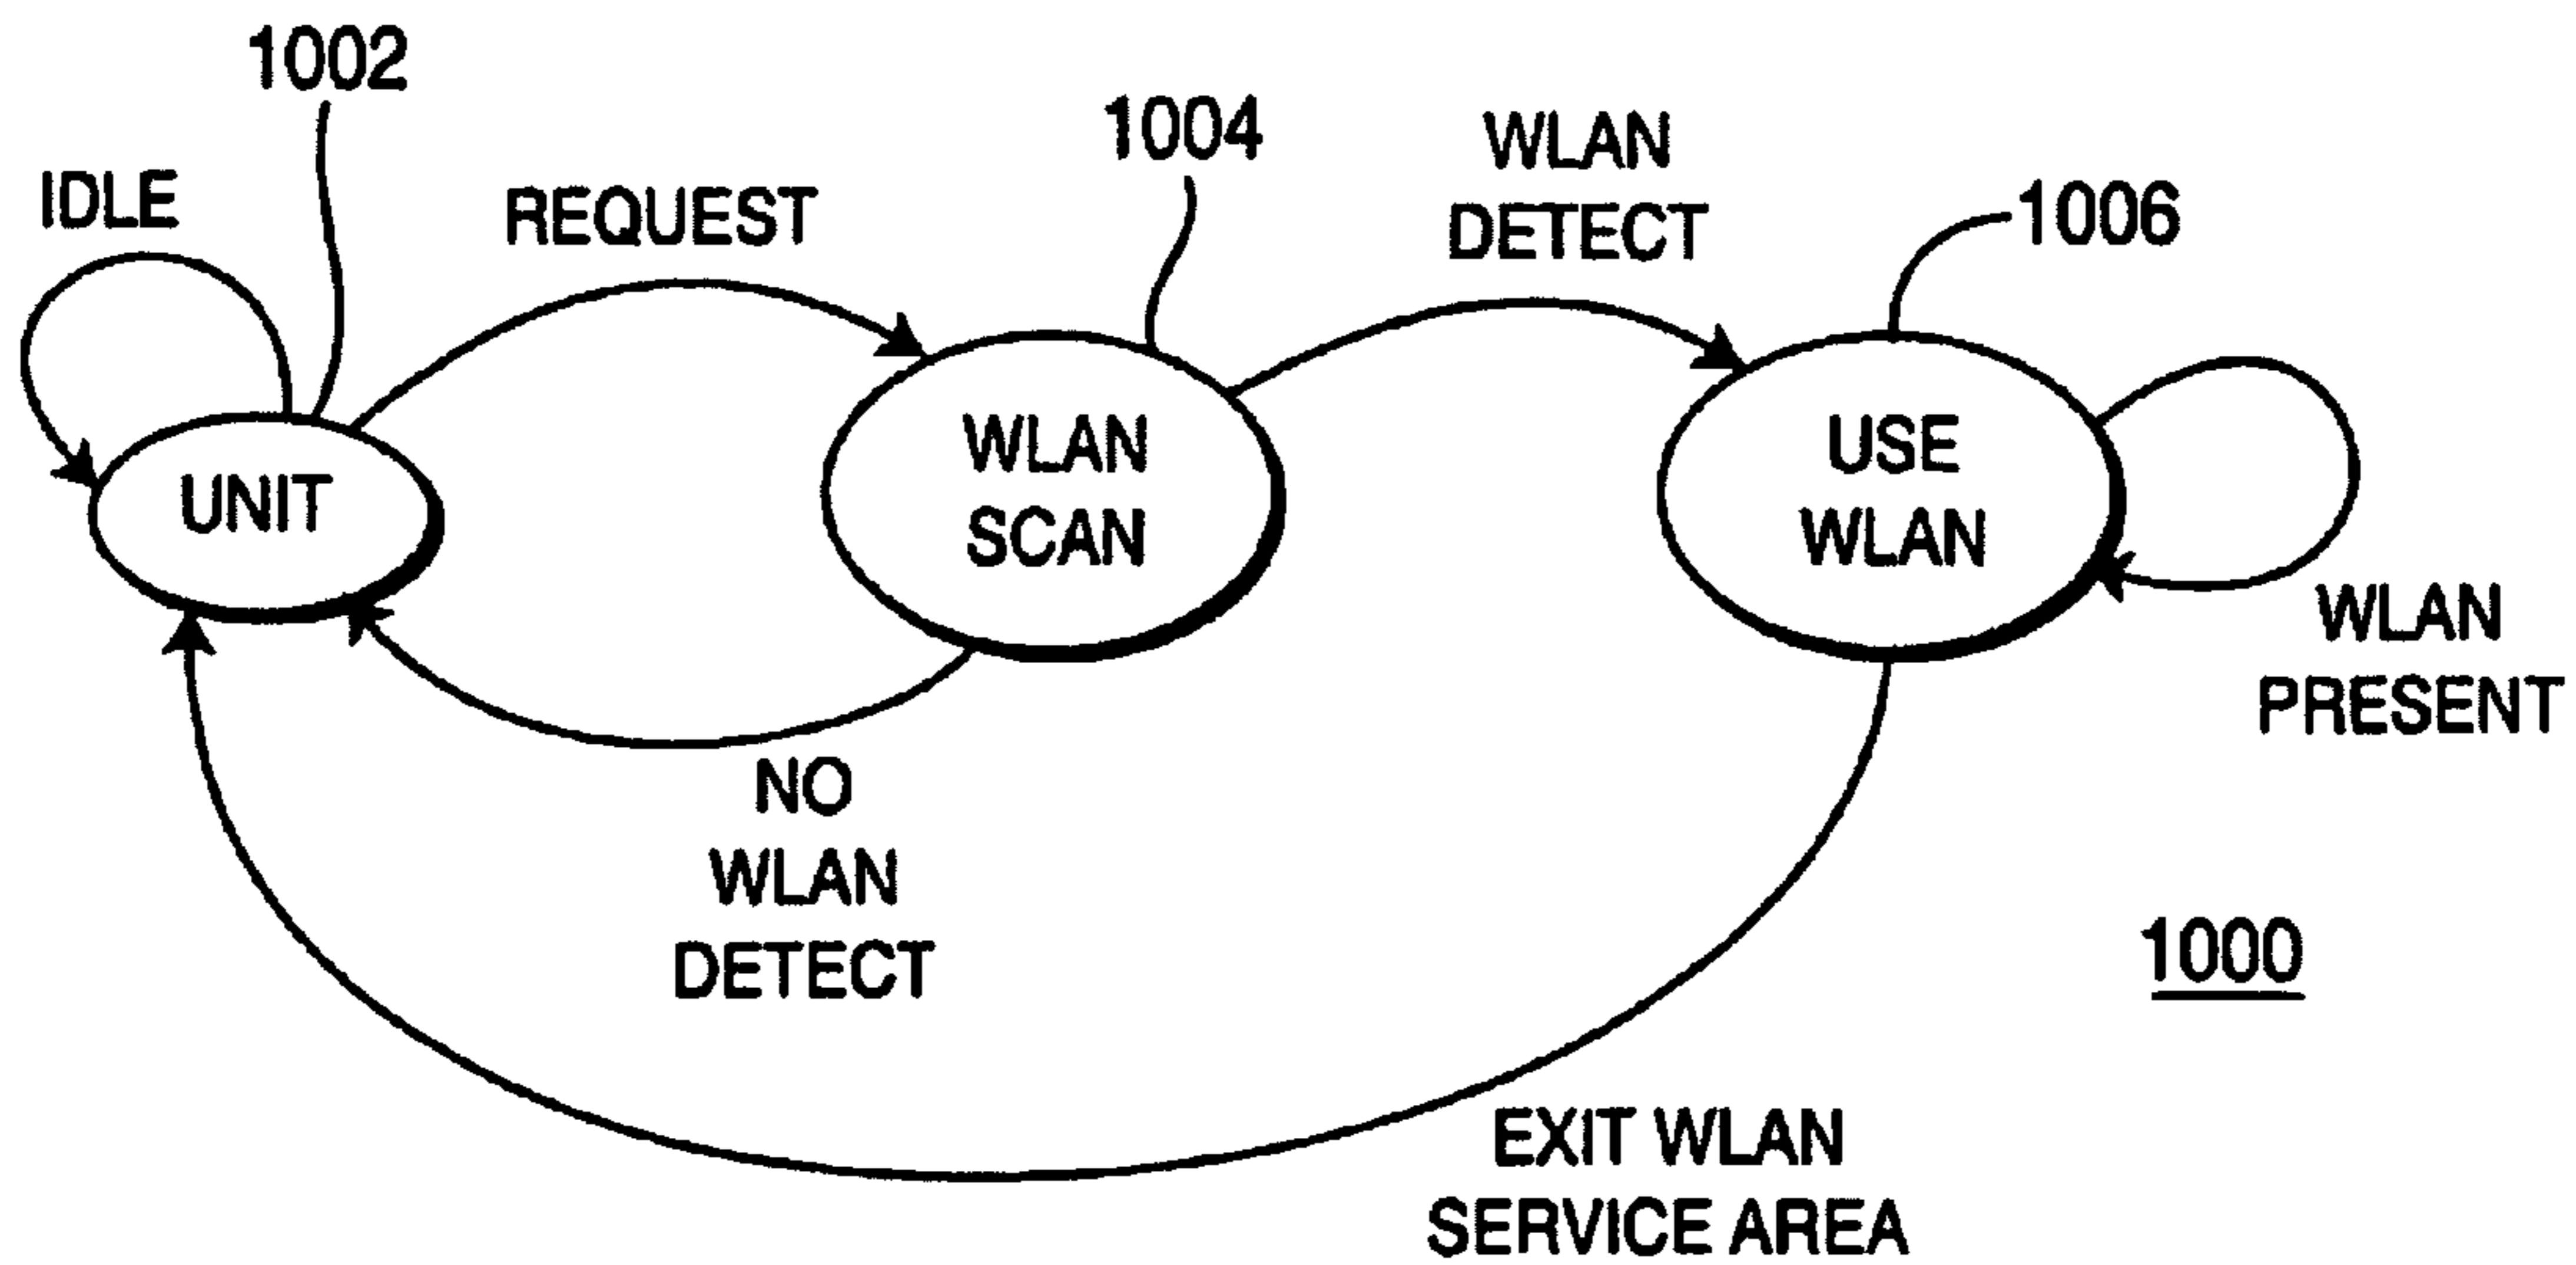 1002
IDLE
REQUEST
1004
WLAN
DETECT
1006
UNIT
WLAN
SCAN
USE
WLAN
WLAN
PRESENT
NO
WLAN
DETECT
1000
EXIT WLAN
SERVICE AREA